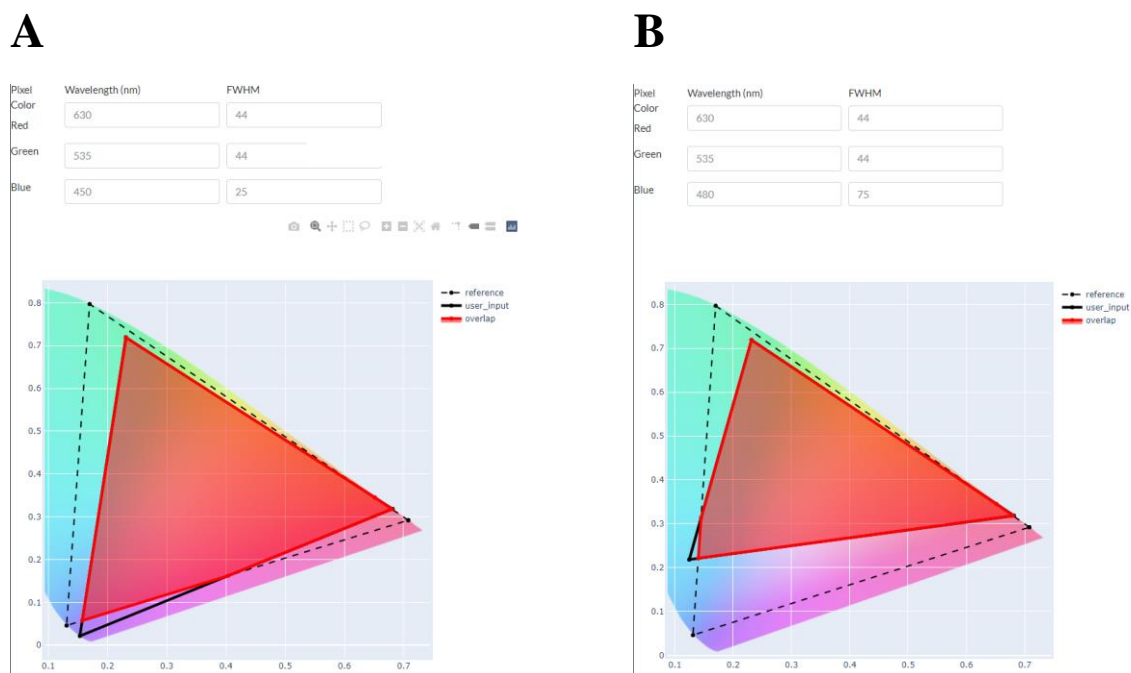 A
Pixel Color Wavelength (nm) FWHM
Red 630 44
Green 535 44
Blue 450 25
reference
user_input
overlap
0.8
0.7
0.6
0.5
0.4
0.3
0.2
0.1
0
0.1 0.2 0.3 0.4 0.5 0.6 0.7
B
Pixel Color Wavelength (nm) FWHM
Red 630 44
Green 535 44
Blue 480 75
reference
user_input
overlap
0.8
0.7
0.6
0.5
0.4
0.3
0.2
0.1
0
0.1 0.2 0.3 0.4 0.5 0.6 0.7